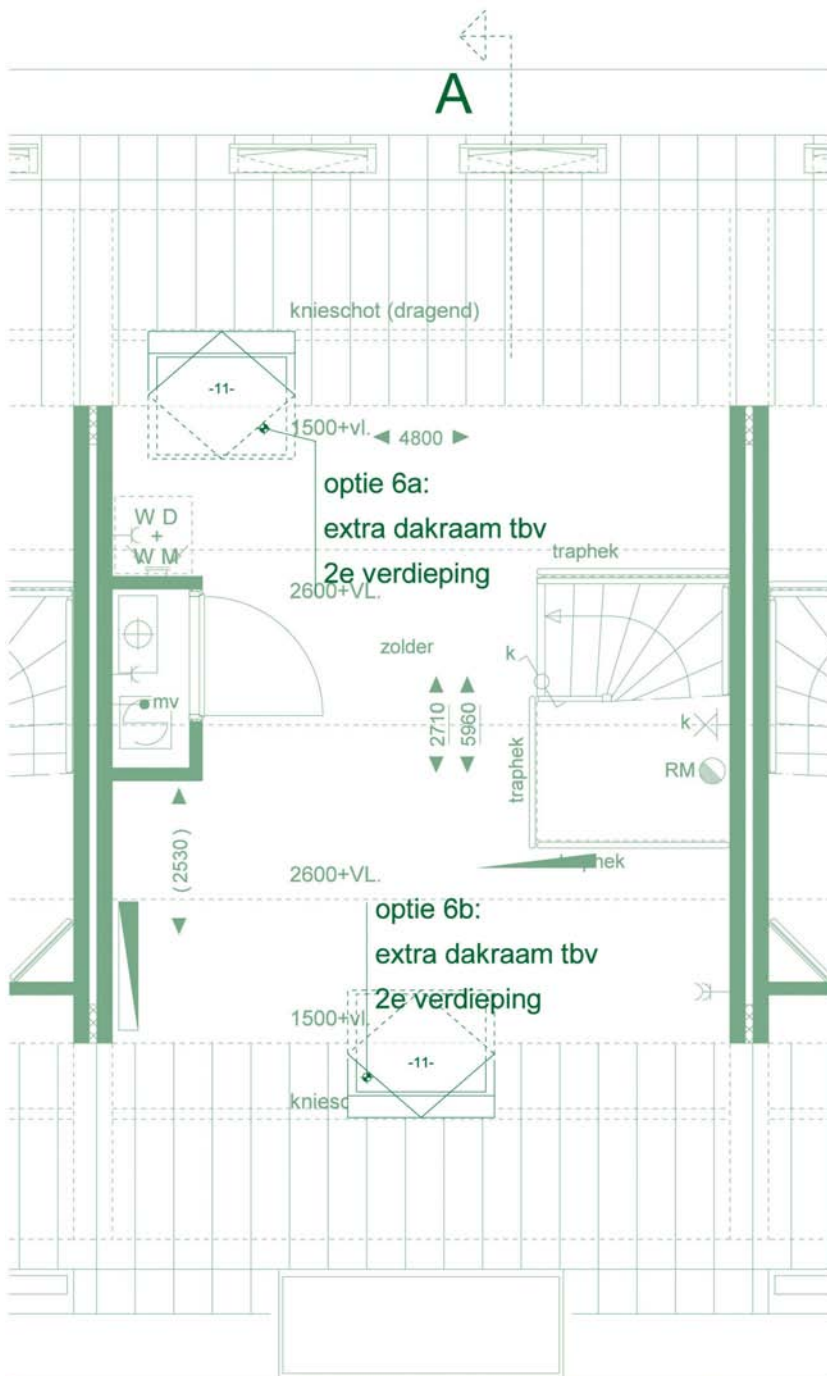 A
knieschot (dragend)
-11-
1500+vl.
4800
optie 6a:
extra dakraam tbv
2e verdieping
W D
+
W M
traphek
2600+VL.
zolder
k
mv
2710
5960
k
traphek
RM
(2530)
traphek
2600+VL.
optie 6b:
extra dakraam tbv
2e verdieping
1500+vl.
-11-